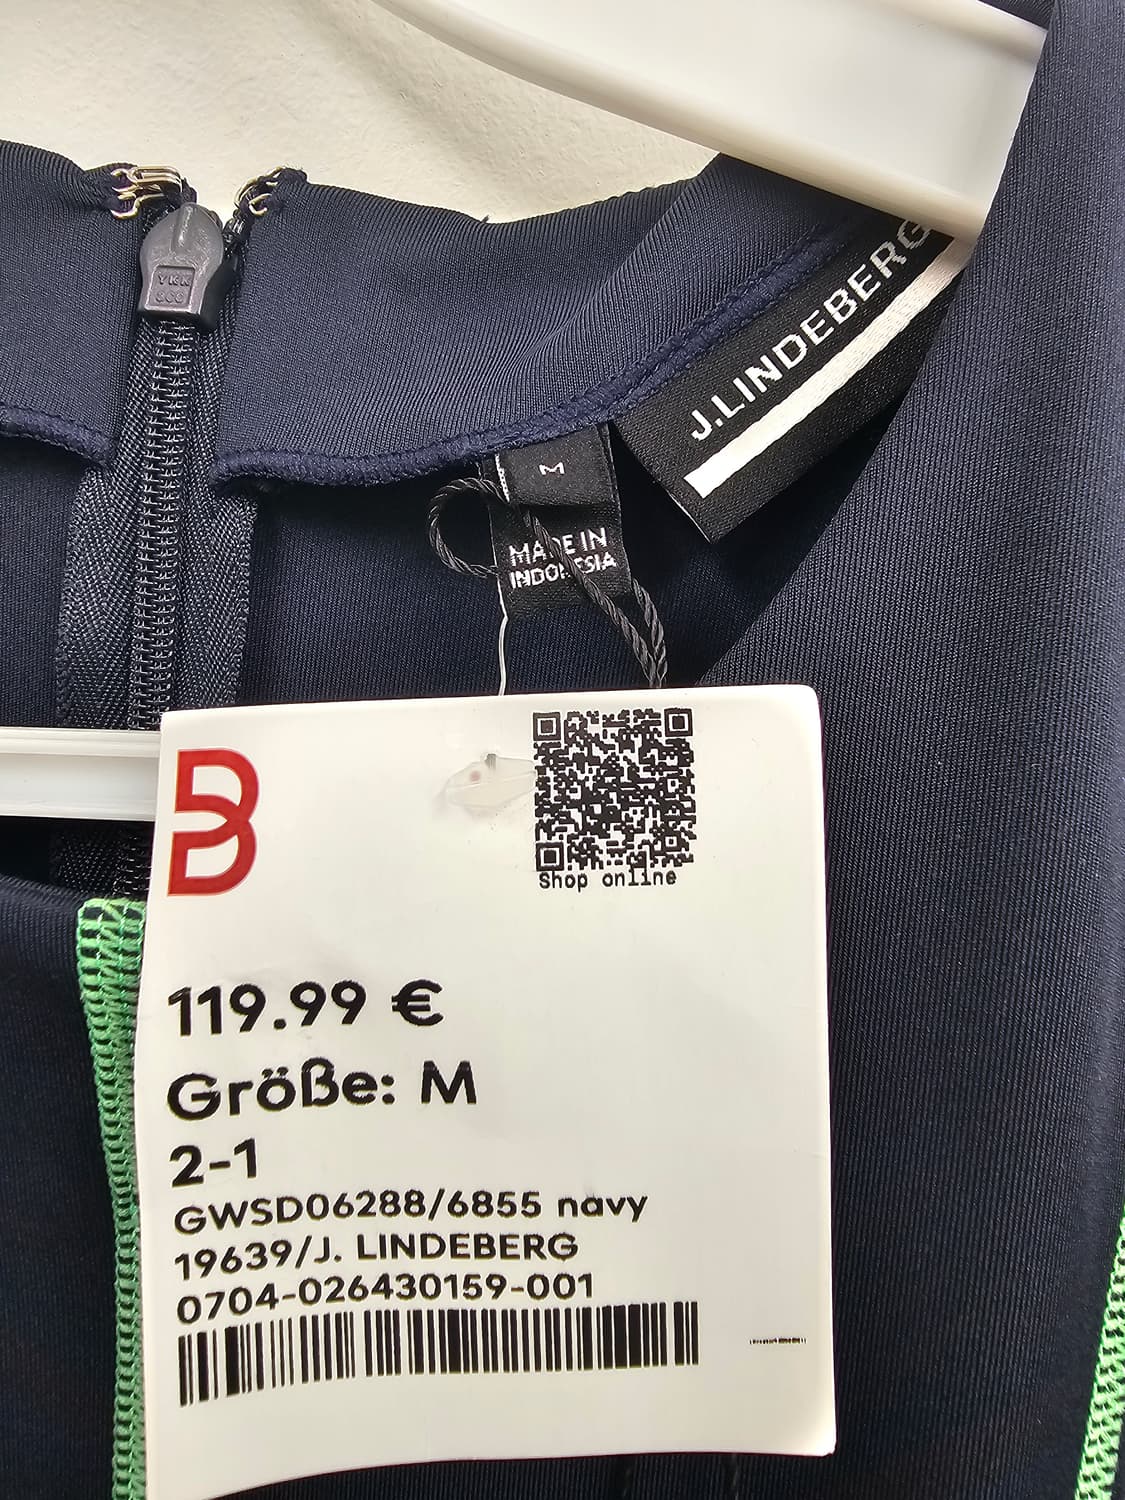 YKK
J.LINDEBERG
M
MADE IN
INDONESIA
B
Shop online
119.99 €
Größe: M
2-1
GWSD06288/6855 navy
19639/J. LINDEBERG
0704-026430159-001